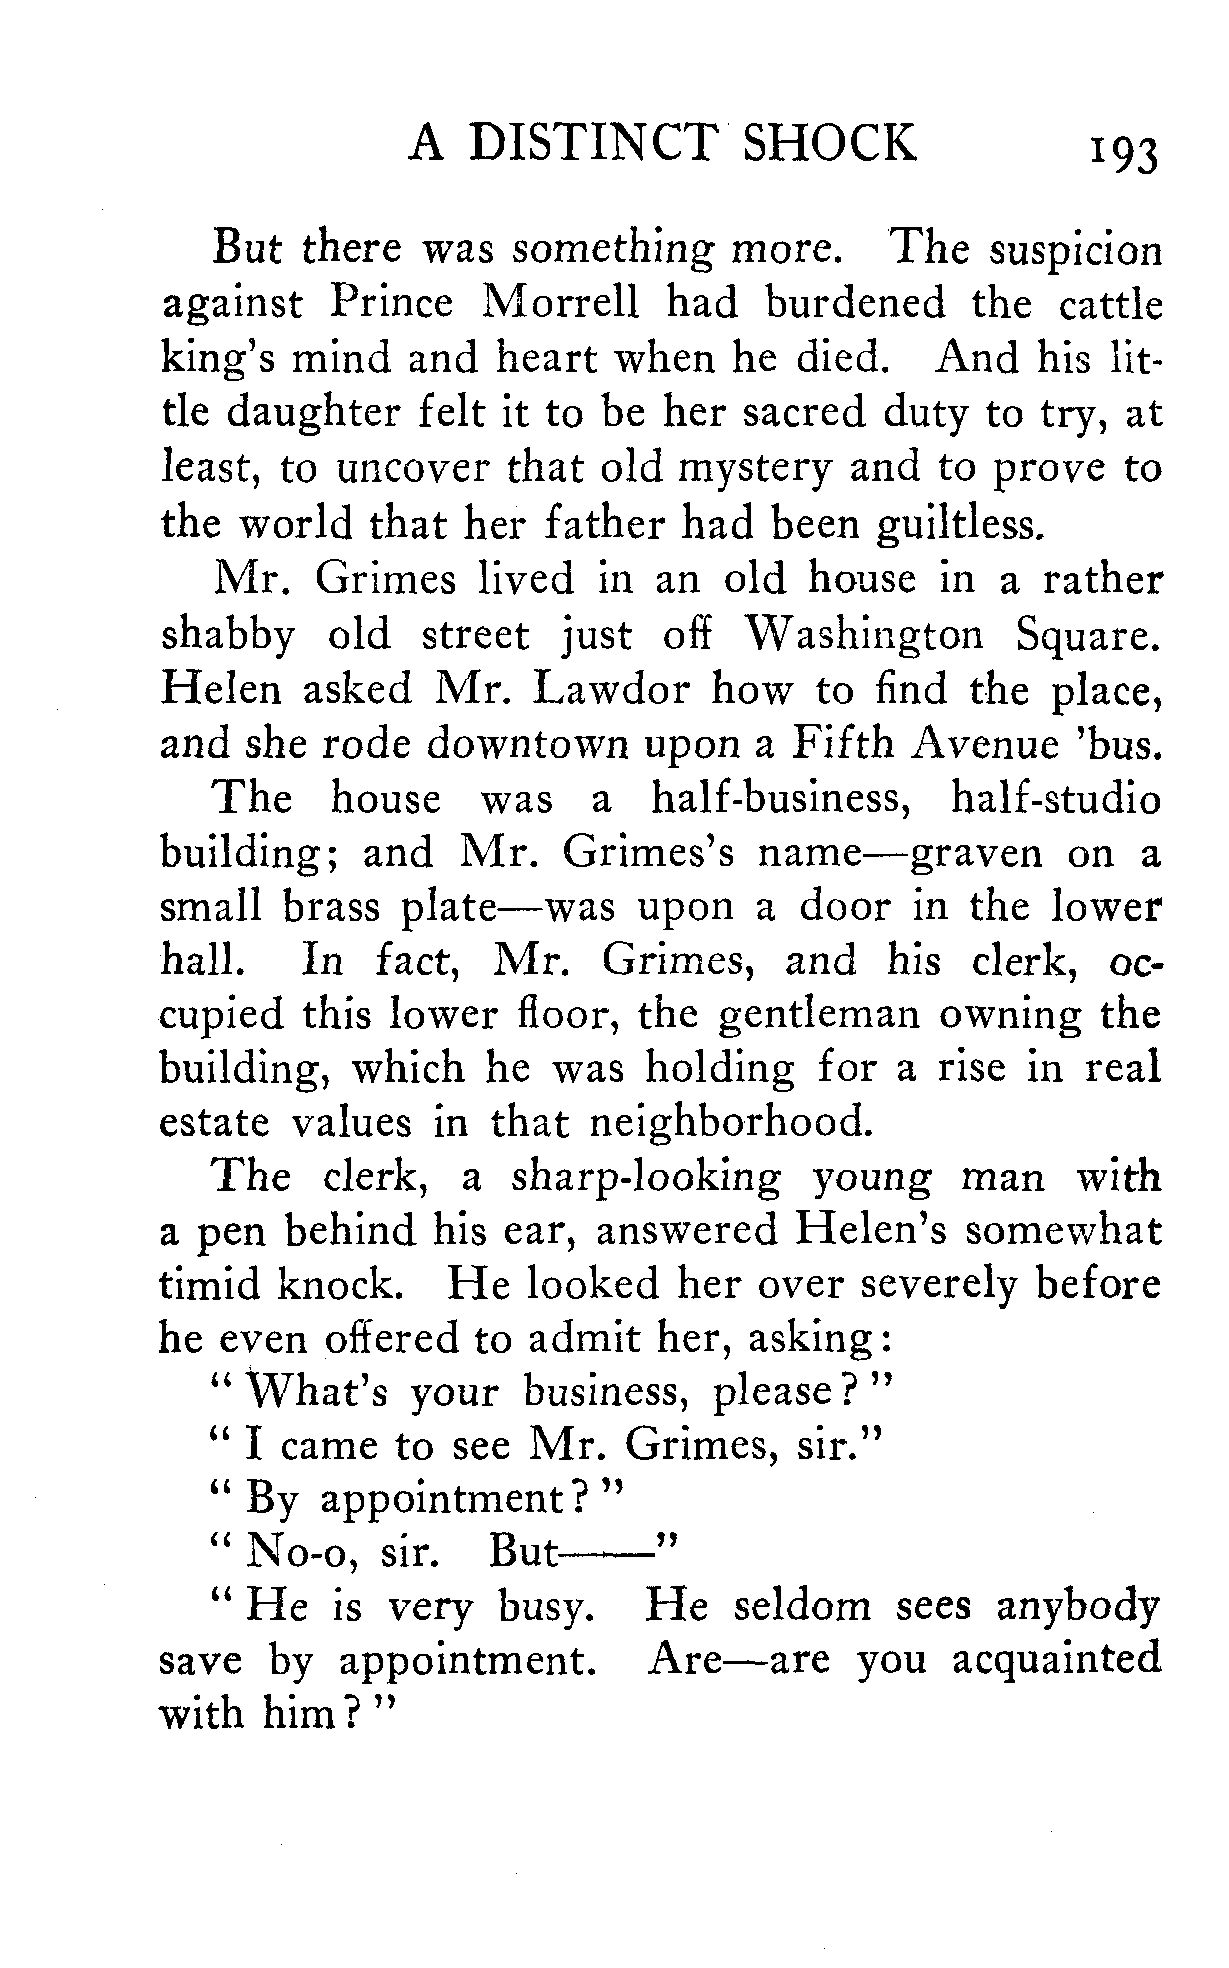 A DISTINCT SHOCK 193
But there was something more. The suspicion
against Prince Morrell had burdened the cattle
king's mind and heart when he died. And his lit-
tle daughter felt it to be her sacred duty to try, at
least, to uncover that old mystery and to prove to
the world that her father had been guiltless.
Mr. Grimes lived in an old house in a rather
shabby old street just off Washington Square.
Helen asked Mr. Lawdor how to find the place,
and she rode downtown upon a Fifth Avenue 'bus.
The house was a half-business, half-studio
building; and Mr. Grimes's name—graven on a
small brass plate—was upon a door in the lower
hall. In fact, Mr. Grimes, and his clerk, oc-
cupied this lower floor, the gentleman owning the
building, which he was holding for a rise in real
estate values in that neighborhood.
The clerk, a sharp-looking young man with
a pen behind his ear, answered Helen's somewhat
timid knock. He looked her over severely before
he even offered to admit her, asking:
"What's your business, please?"
"I came to see Mr. Grimes, sir."
"By appointment?"
"No-o, sir. But——"
"He is very busy. He seldom sees anybody
save by appointment. Are—are you acquainted
with him?"